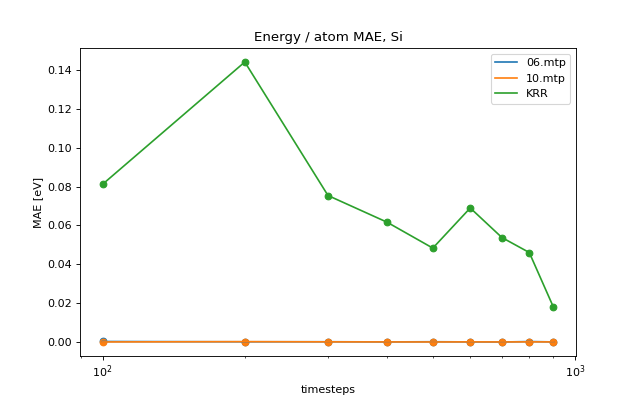 Energy / atom MAE, Si
06.mtp
10.mtp
KRR
MAE [eV]
0.14
0.12
0.10
0.08
0.06
0.04
0.02
0.00
10²
10³
timesteps